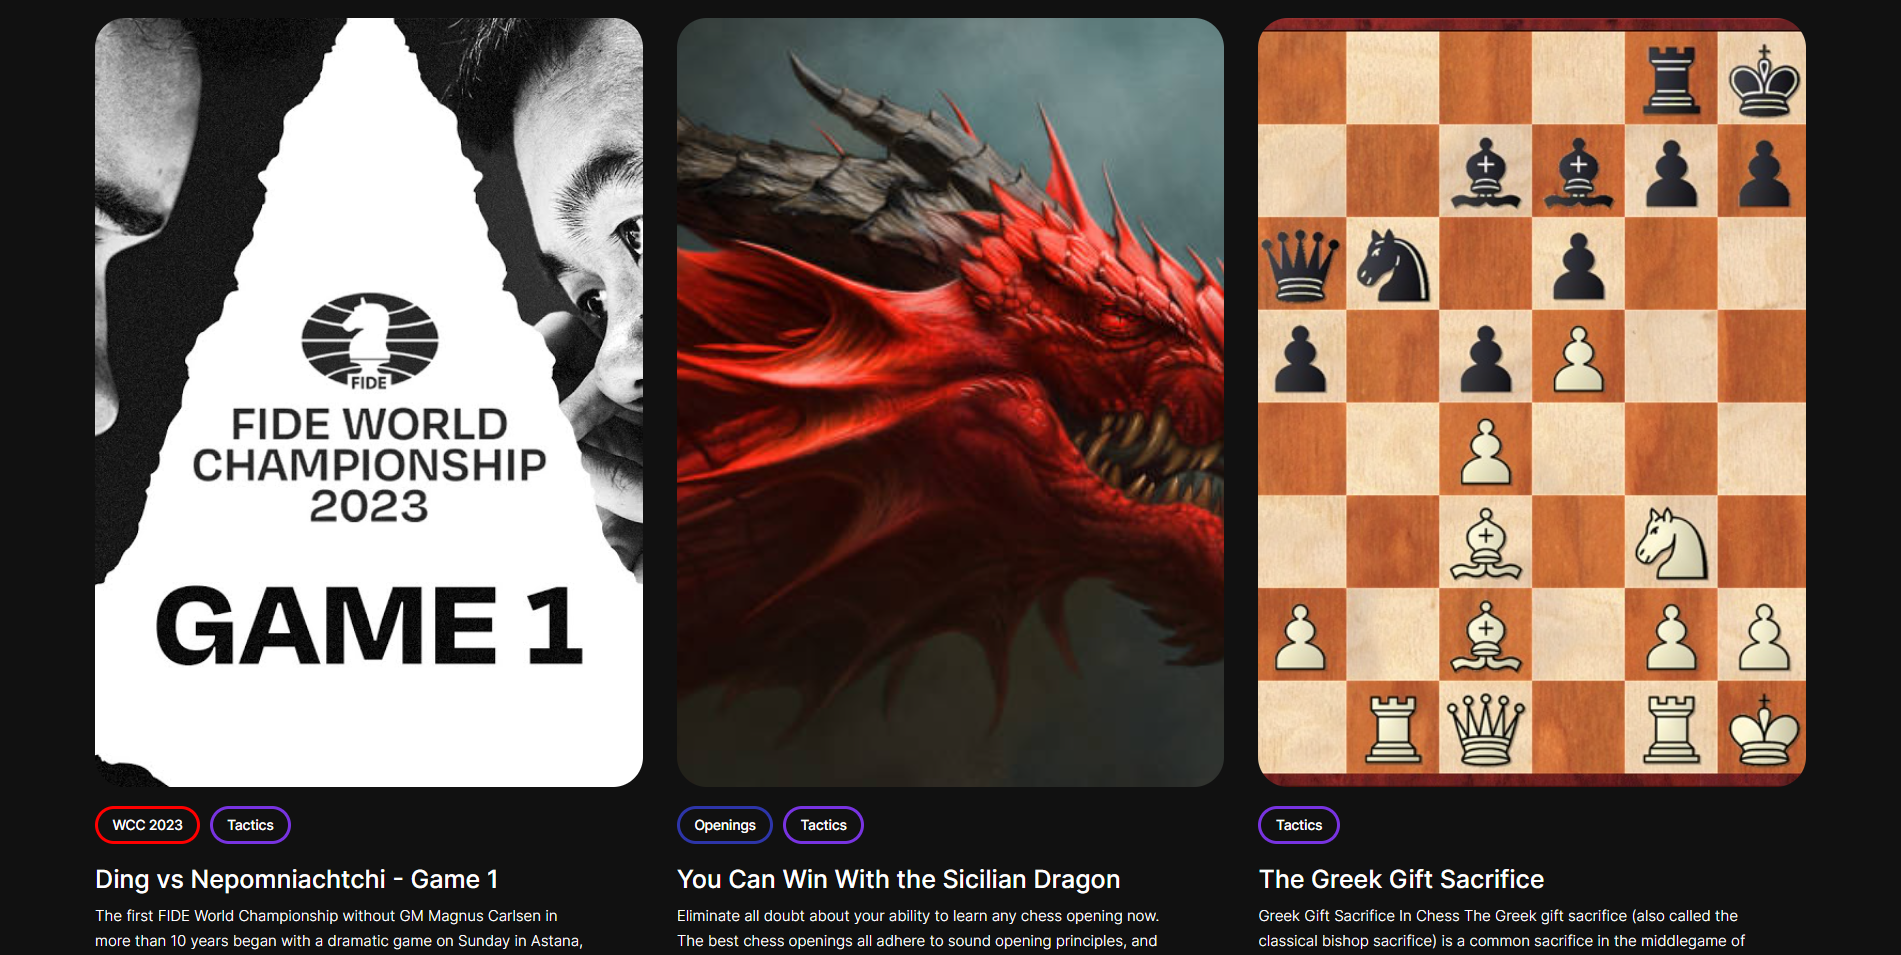 FIDE
FIDE WORLD
CHAMPIONSHIP
2023
GAME 1
WCC 2023
Tactics
Ding vs Nepomniachtchi - Game 1
The first FIDE World Championship without GM Magnus Carlsen in
more than 10 years began with a dramatic game on Sunday in Astana,
Openings
Tactics
You Can Win With the Sicilian Dragon
Eliminate all doubt about your ability to learn any chess opening now.
The best chess openings all adhere to sound opening principles, and
Tactics
The Greek Gift Sacrifice
Greek Gift Sacrifice In Chess The Greek gift sacrifice (also called the
classical bishop sacrifice) is a common sacrifice in the middlegame of